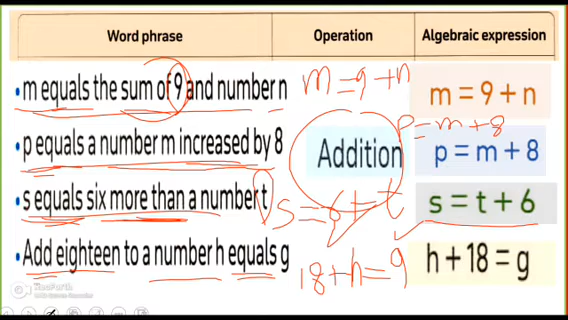 Word phrase Operation Algebraic expression
•m equals the sum of 9 and number n m = 9 + n m = 9 + n
p = m + 8
•p equals a number m increased by 8 Addition p = m + 8
•s equals six more than a number t s = 6 + t s = t + 6
•Add eighteen to a number h equals g 18 + h = g h + 18 = g